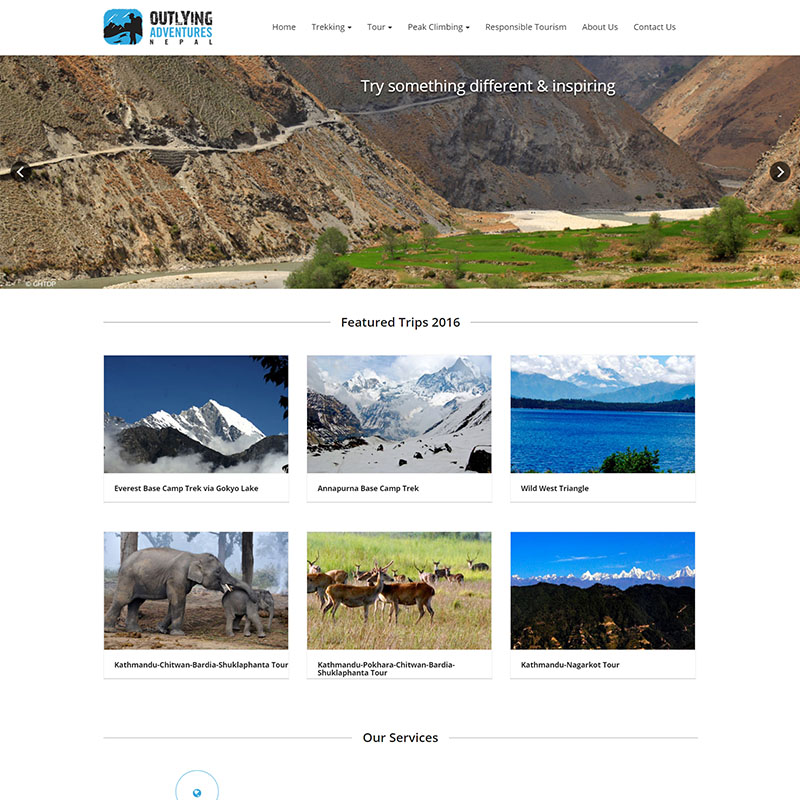 OUTLYING
ADVENTURES
NEPAL
Home Trekking Tour Peak Climbing Responsible Tourism About Us Contact Us
Try something different & inspiring
© GHTDP
Featured Trips 2016
Everest Base Camp Trek via Gokyo Lake
Annapurna Base Camp Trek
Wild West Triangle
Kathmandu-Chitwan-Bardia-Shuklaphanta Tour
Kathmandu-Pokhara-Chitwan-Bardia-
Shuklaphanta Tour
Kathmandu-Nagarkot Tour
Our Services